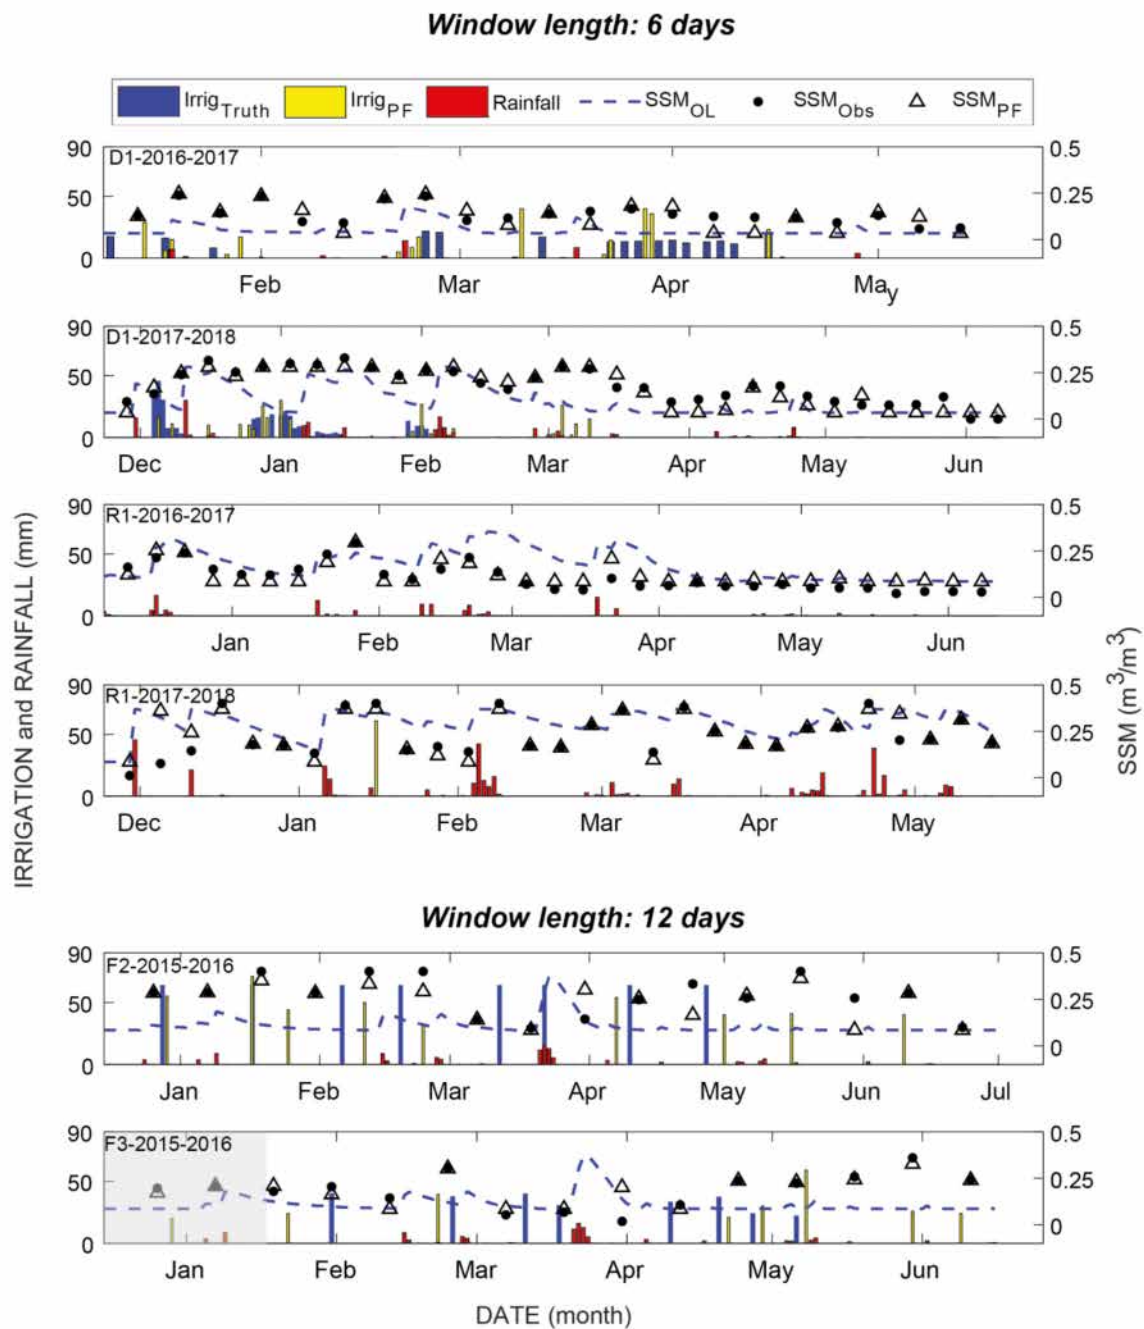 Window length: 6 days
Irrig_Truth Irrig_PF Rainfall SSM_OL SSM_Obs SSM_PF
D1-2016-2017
90 50 0
0.5 0.25 0
Feb Mar Apr May
D1-2017-2018
90 50 0
0.5 0.25 0
Dec Jan Feb Mar Apr May Jun
R1-2016-2017
90 50 0
0.5 0.25 0
Jan Feb Mar Apr May Jun
R1-2017-2018
90 50 0
0.5 0.25 0
Dec Jan Feb Mar Apr May
IRRIGATION and RAINFALL (mm)
SSM (m³/m³)
Window length: 12 days
F2-2015-2016
90 50 0
0.5 0.25 0
Jan Feb Mar Apr May Jun Jul
F3-2015-2016
90 50 0
0.5 0.25 0
Jan Feb Mar Apr May Jun
DATE (month)